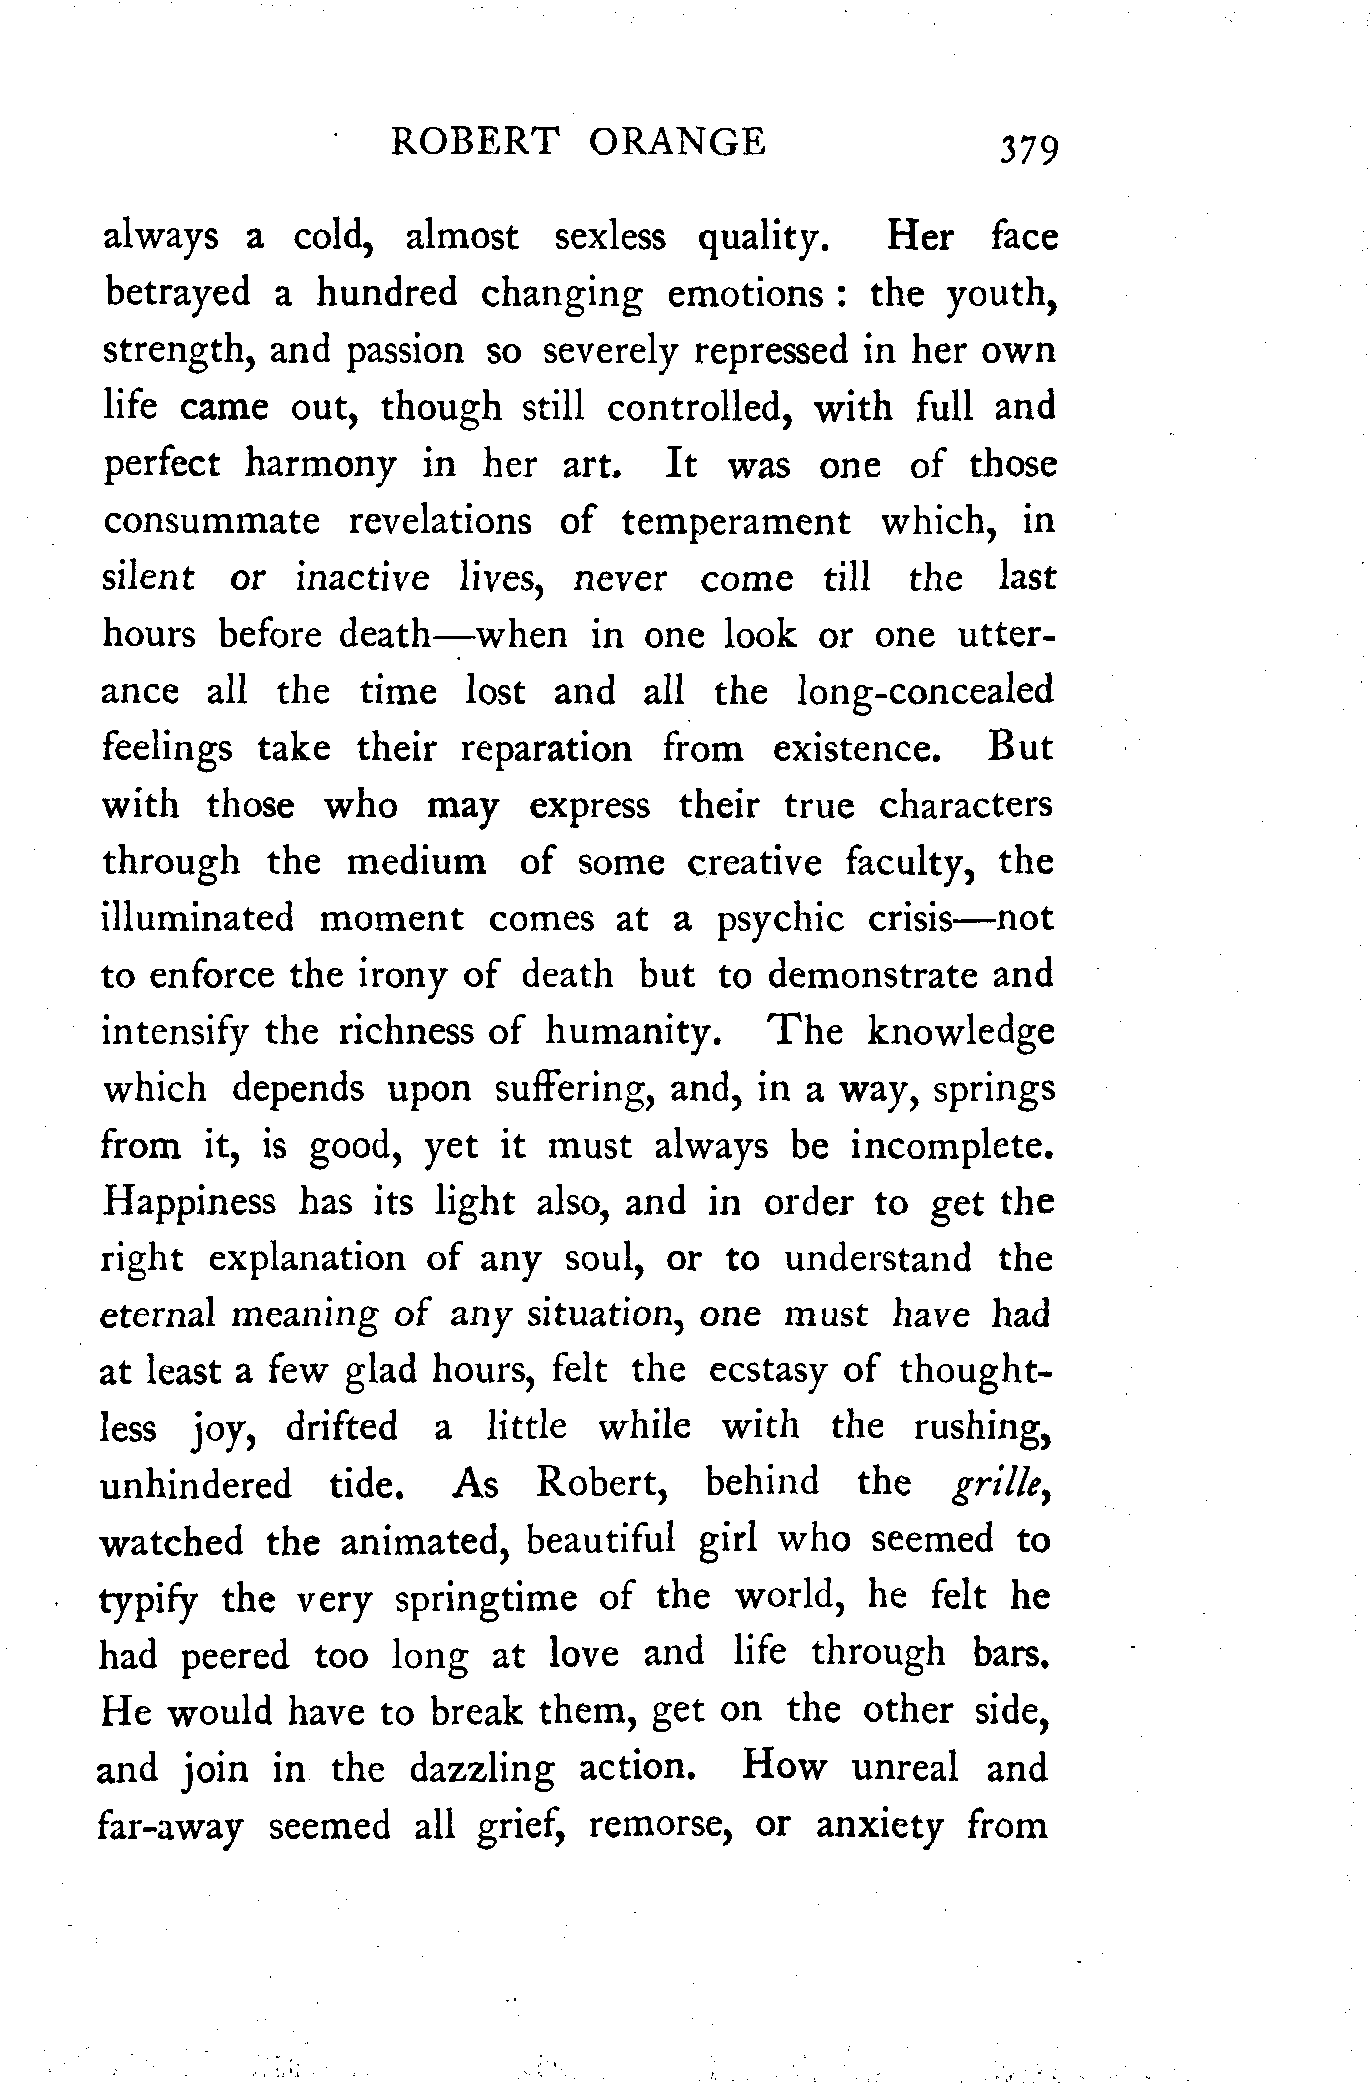 ROBERT ORANGE 379
always a cold, almost sexless quality. Her face
betrayed a hundred changing emotions : the youth,
strength, and passion so severely repressed in her own
life came out, though still controlled, with full and
perfect harmony in her art. It was one of those
consummate revelations of temperament which, in
silent or inactive lives, never come till the last
hours before death—when in one look or one utter-
ance all the time lost and all the long-concealed
feelings take their reparation from existence. But
with those who may express their true characters
through the medium of some creative faculty, the
illuminated moment comes at a psychic crisis—not
to enforce the irony of death but to demonstrate and
intensify the richness of humanity. The knowledge
which depends upon suffering, and, in a way, springs
from it, is good, yet it must always be incomplete.
Happiness has its light also, and in order to get the
right explanation of any soul, or to understand the
eternal meaning of any situation, one must have had
at least a few glad hours, felt the ecstasy of thought-
less joy, drifted a little while with the rushing,
unhindered tide. As Robert, behind the grille,
watched the animated, beautiful girl who seemed to
typify the very springtime of the world, he felt he
had peered too long at love and life through bars.
He would have to break them, get on the other side,
and join in the dazzling action. How unreal and
far-away seemed all grief, remorse, or anxiety from